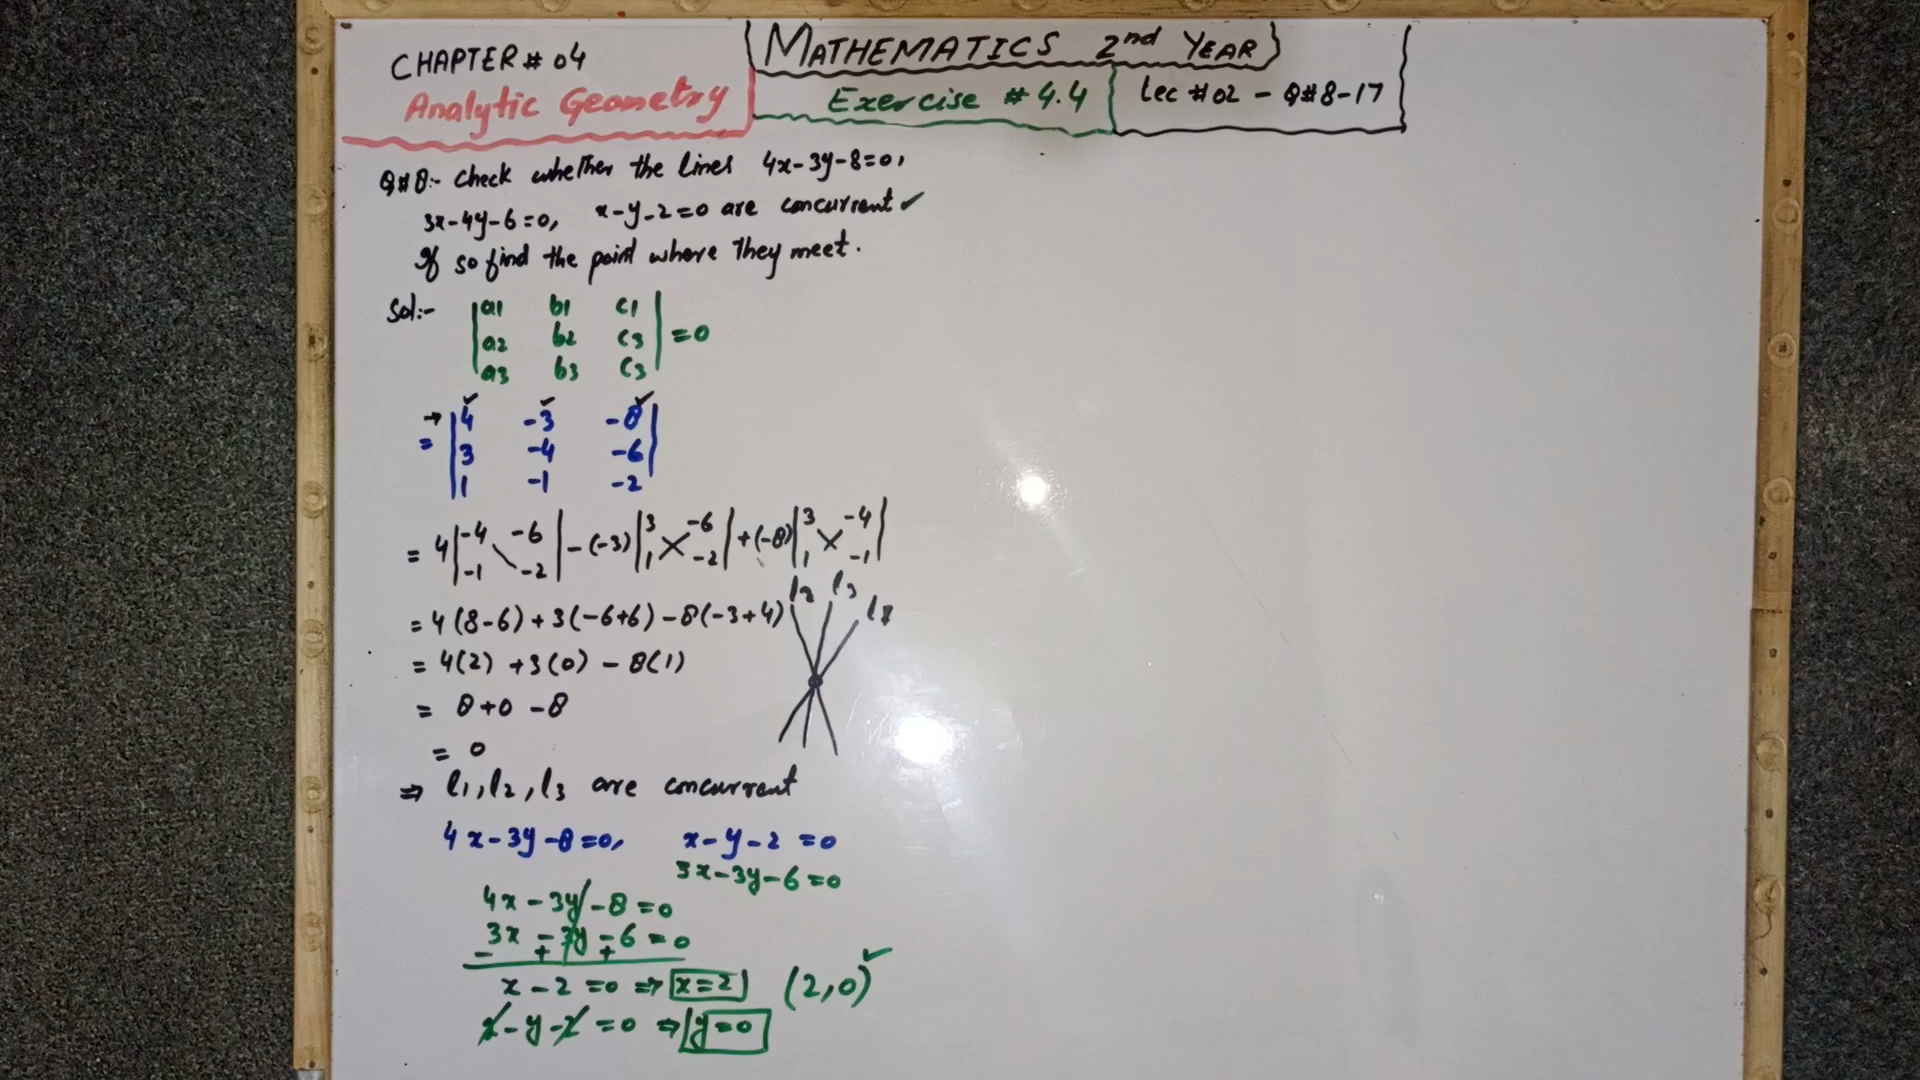 CHAPTER # 04
Analytic Geometry
MATHEMATICS 2nd YEAR
Exercise # 4.4
Lec # 02 - Q#8-17
Q#8:- Check whether the lines 4x-3y-8=0,
3x-4y-6=0, x-y-2=0 are concurrent ✓
If so find the point where they meet.
Sol:- |a1 b1 c1|
|a2 b2 c3| =0
|a3 b3 c3|
→ |4 -3 -8|
= |3 -4 -6|
|1 -1 -2|
= 4|-4 -6| -(-3)|3 -6| +(-8)|3 -4|
|-1 -2| |1 -2| |1 -1|
= 4(8-6)+3(-6+6)-8(-3+4)
l2 l3 l1
= 4(2) +3(0) - 8(1)
= 8+0-8
= 0
⇒ l1, l2, l3 are concurrent
4x-3y-8=0, x-y-2=0
3x-3y-6=0
4x-3y-8=0
3x-3y-6=0
- + +
x-2=0 ⇒ x=2 (2,0) ✓
2-y-2=0 ⇒ y=0